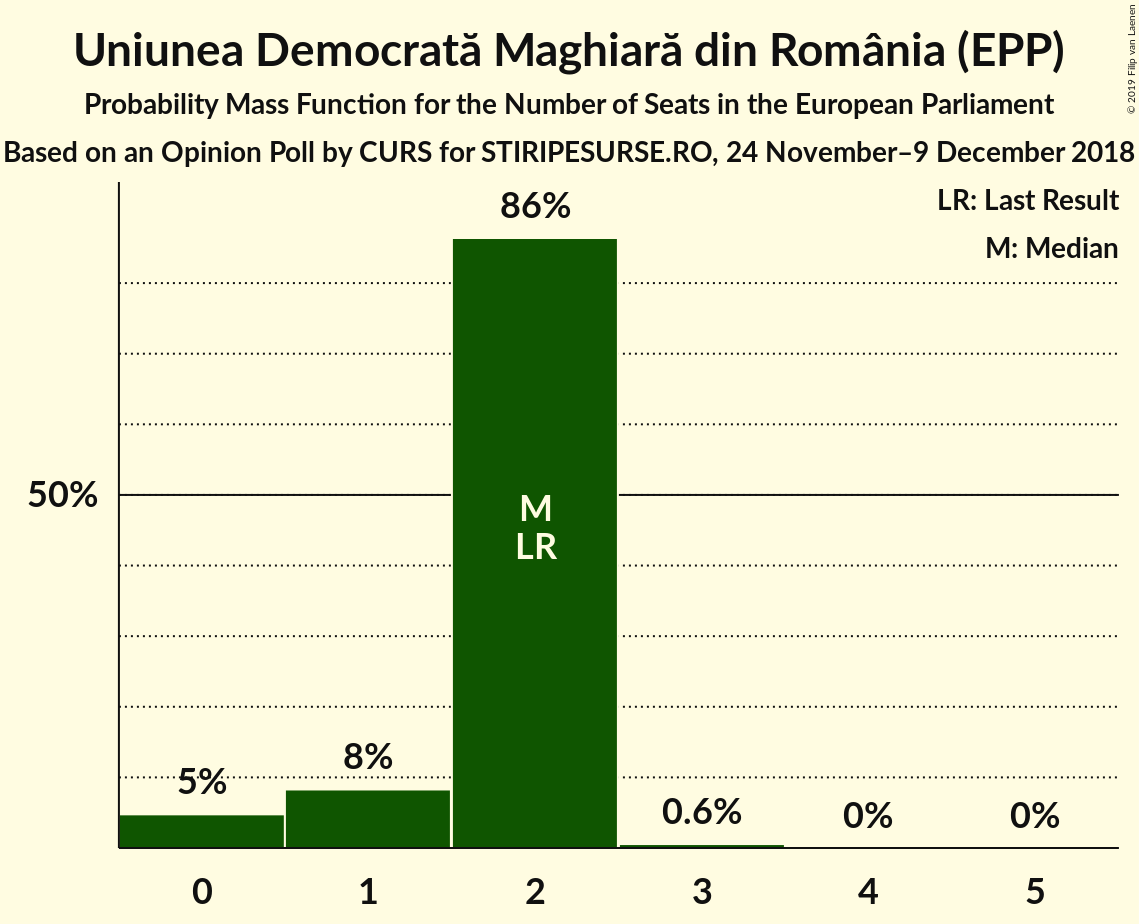 Uniunea Democrată Maghiară din România (EPP)
Probability Mass Function for the Number of Seats in the European Parliament
Based on an Opinion Poll by CURS for STIRIPESURSE.RO, 24 November–9 December 2018
© 2019 Filip van Laenen
LR: Last Result
M: Median
86%
50%
M
LR
8%
5%
0.6%
0%
0%
0
1
2
3
4
5